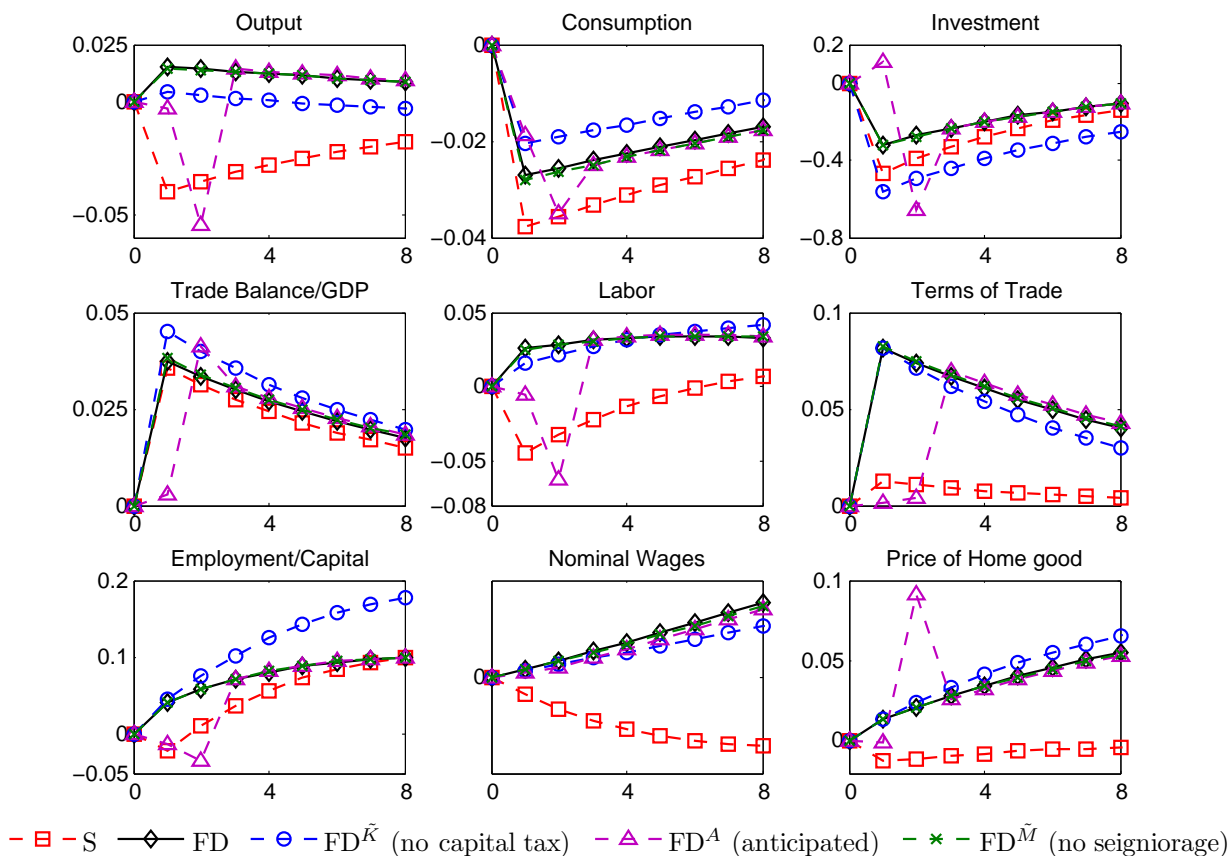 Output
0.025
0
−0.05
0 4 8
Consumption
0
−0.02
−0.04
0 4 8
Investment
0.2
0
−0.4
−0.8
0 4 8
Trade Balance/GDP
0.05
0.025
0
0 4 8
Labor
0.05
0
−0.05
−0.08
0 4 8
Terms of Trade
0.1
0.05
0
0 4 8
Employment/Capital
0.2
0.1
0
−0.05
0 4 8
Nominal Wages
0
0 4 8
Price of Home good
0.1
0.05
0
0 4 8
S FD FD^K̃ (no capital tax) FD^A (anticipated) FD^M̃ (no seigniorage)